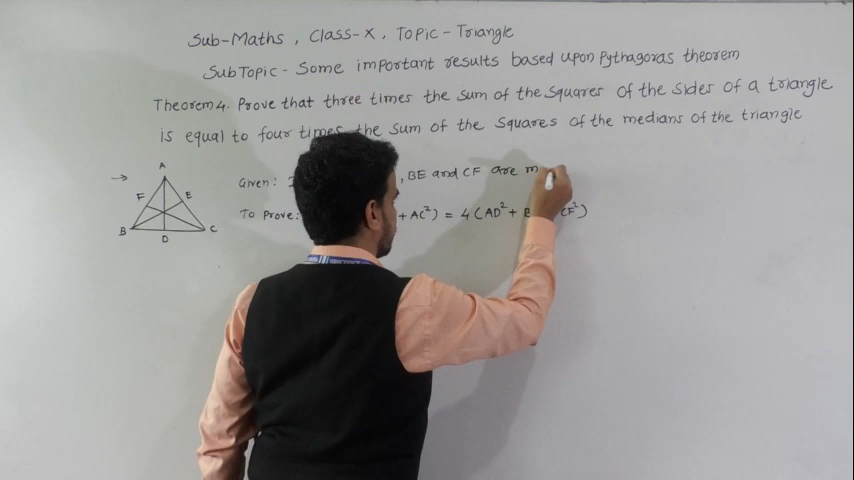 Sub-Maths, Class-X, Topic-Triangle
SubTopic - Some important results based upon Pythagoras theorem
Theorem 4. Prove that three times the sum of the squares of the sides of a triangle
is equal to four times the sum of the squares of the medians of the triangle
A
F E
B D C
Given: , BE and CF are m
To Prove: + AC²) = 4 (AD² + CF²)